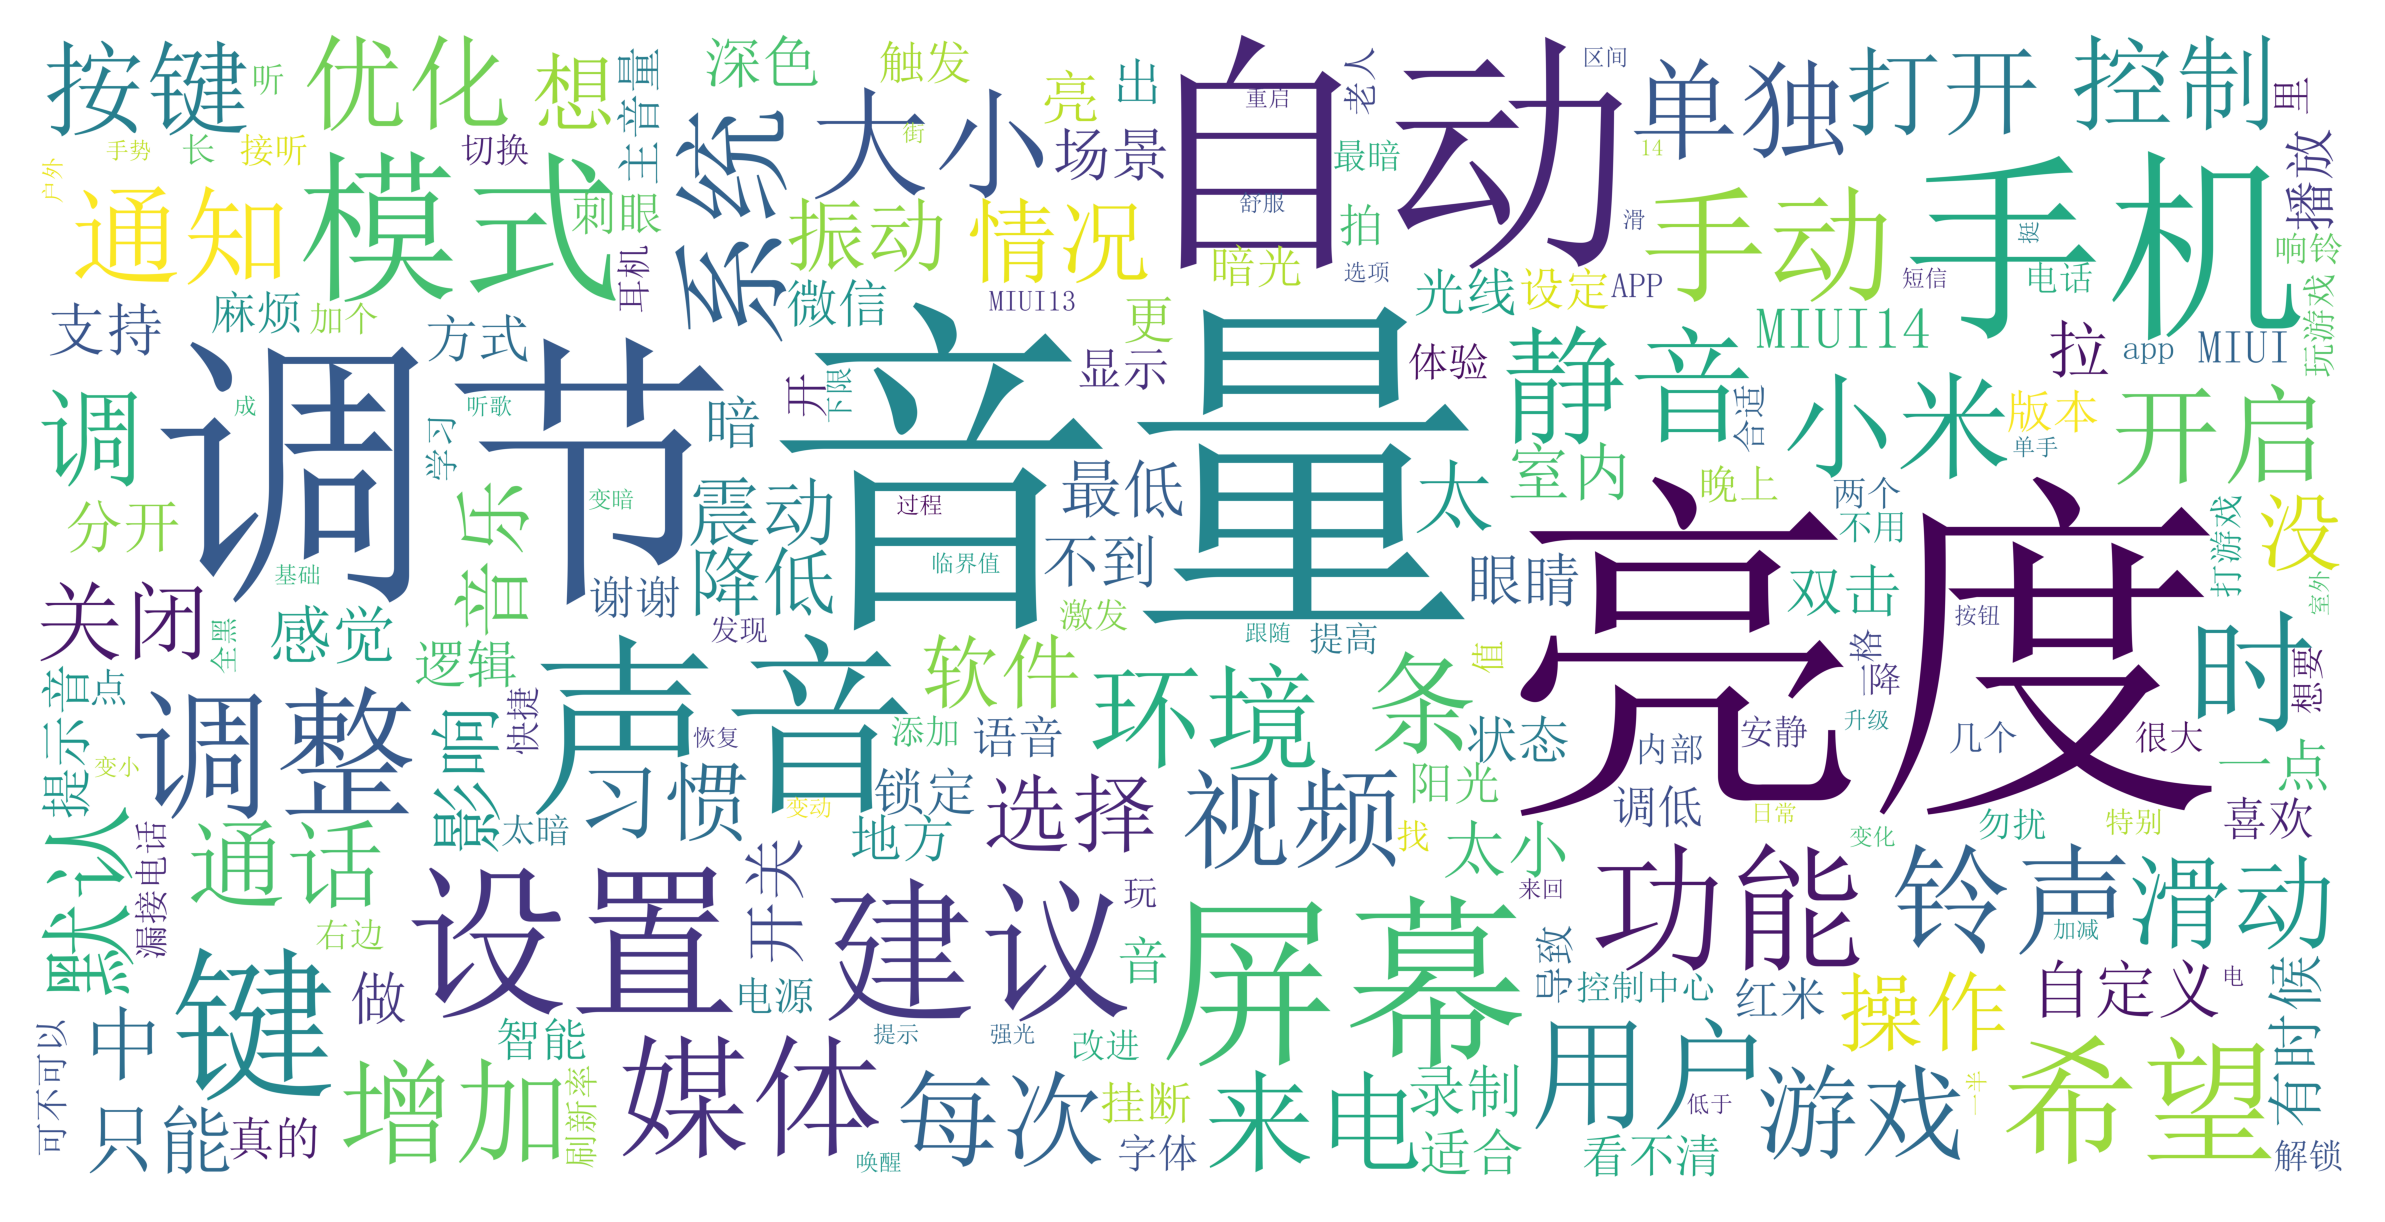 按键
听
优化
想
主音量
深色
触发
亮
出
自动
区间
重启
老人
单独
打开
控制
里
手势
长
接听
切换
系统
大小
街
场景
最暗
14
播放
户外
通知
模式
刺眼
耳机
振动
情况
舒服
暗光
拍
选项
滑
手动
手机
挺
短信
电话
响铃
支持
麻烦
加个
方式
微信
MIUI13
更
光线
设定
APP
MIUI14
拉
app
MIUI
玩游戏
调
成
调节
听歌
学习
暗
开
下限
音量
显示
体验
静音
合适
小米
版本
单手
开启
分开
音乐
变暗
震动
过程
最低
太
室内
晚上
两个
不用
打游戏
没
基础
谢谢
降低
临界值
不到
眼睛
亮度
双击
室外
关闭
全黑
感觉
逻辑
发现
激发
跟随
提高
按钮
一格
时
想要
提示音
点
调整
影响
快捷
声音
恢复
添加
软件
语音
环境
条
值
状态
内部
安静
降
升级
几个
很大
一点
变小
习惯
变动
锁定
选择
视频
阳光
调低
日常
变化
勿扰
特别
喜欢
默认
漏接电话
通话
太暗
地方
找
太小
右边
设置
开关
建议
玩
来回
屏幕
功能
铃声
加减
滑动
键
做
电源
音
导致
控制中心
红米
操作
自定义
电
有时候
可不可以
中
智能
提示
强光
改进
用户
一半
希望
只能
真的
增加
刷新率
媒体
唤醒
每次
挂断
字体
来电
录制
适合
看不清
低于
游戏
解锁